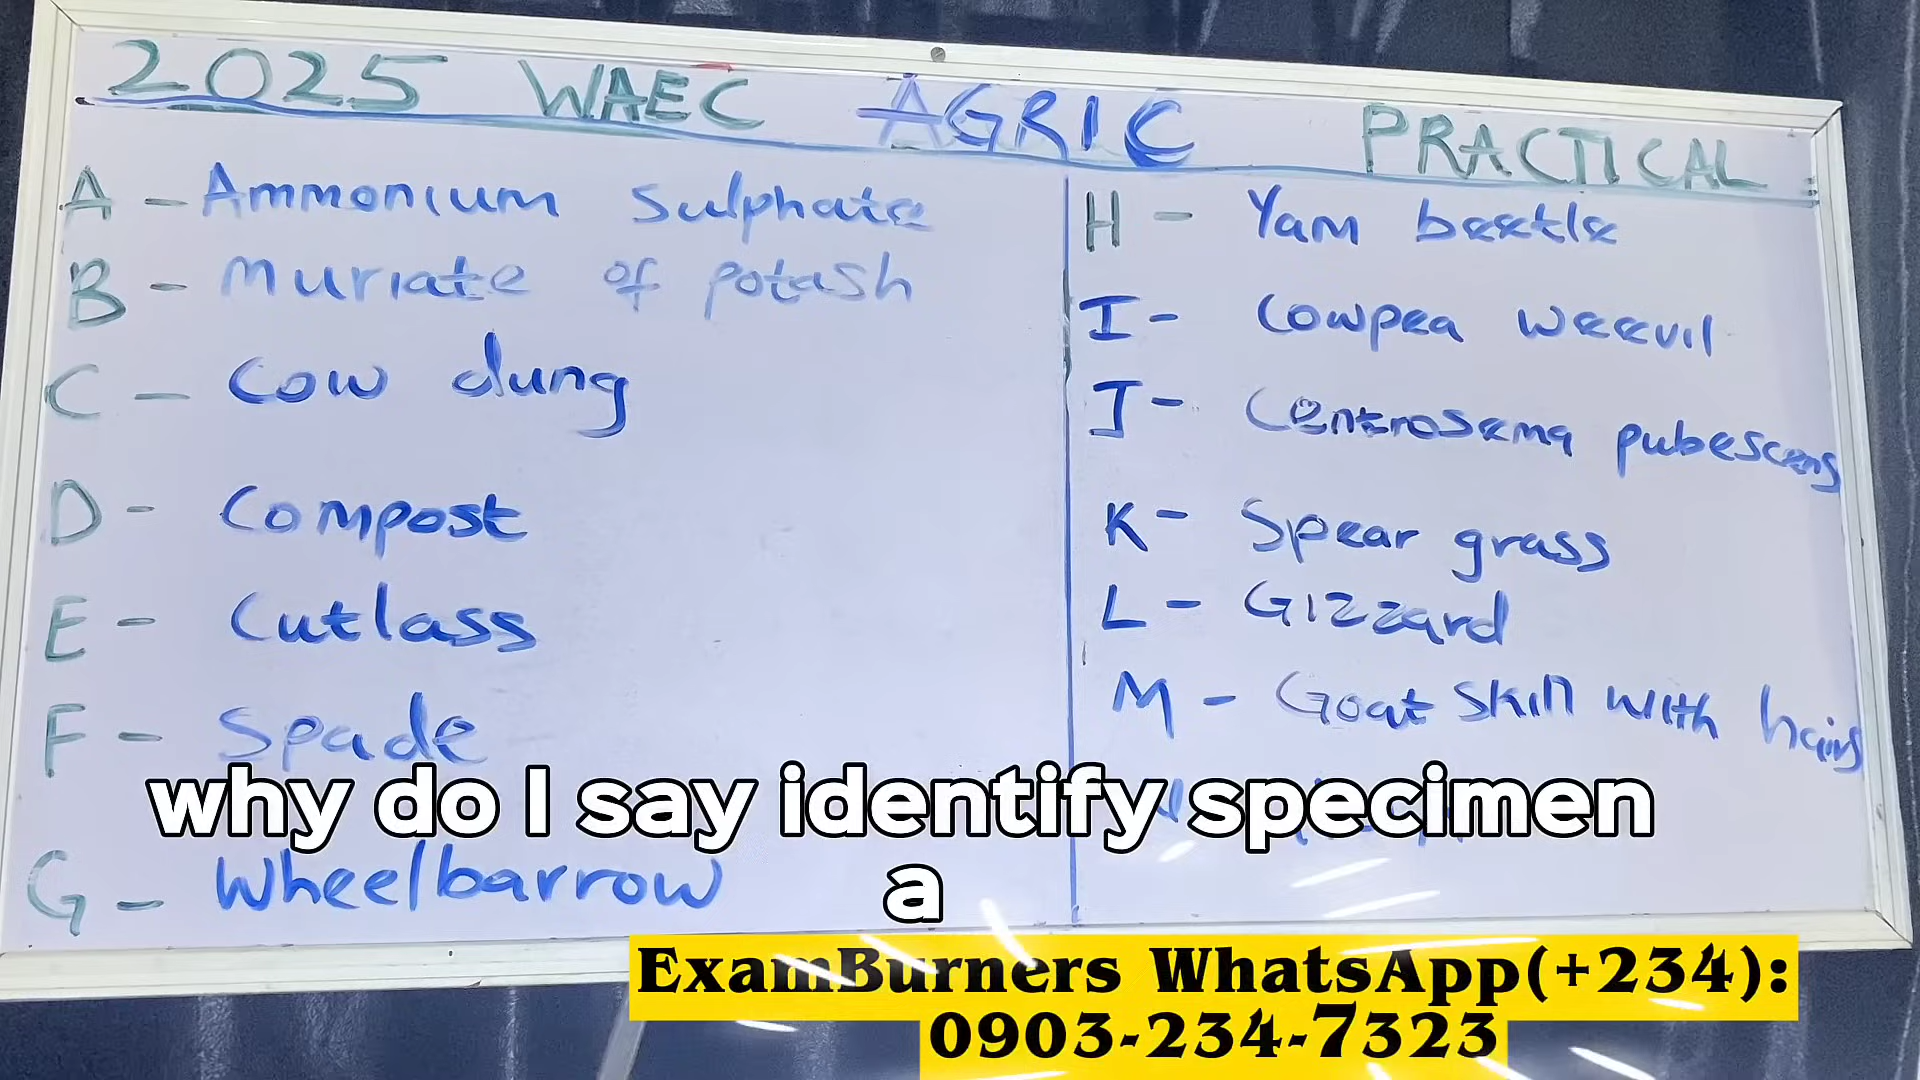 2025 WAEC AGRIC PRACTICAL
A - Ammonium Sulphate
B - Muriate of potash
C - Cow dung
D - Compost
E - Cutlass
F - Spade
G - Wheelbarrow
H - Yam beetle
I - Cowpea weevil
J - Centrosema pubescens
K - Spear grass
L - Gizzard
M - Goat skin with hairs
why do I say identify specimen
a
ExamBurners WhatsApp(+234):
0903-234-7323